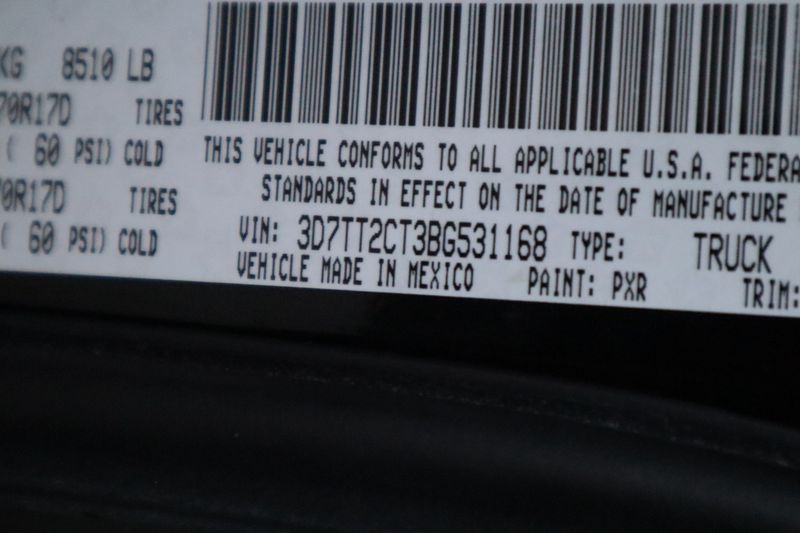 KG 8510 LB
70R17D TIRES
( 60 PSI) COLD
70R17D TIRES
( 60 PSI) COLD
THIS VEHICLE CONFORMS TO ALL APPLICABLE U.S.A. FEDERA
STANDARDS IN EFFECT ON THE DATE OF MANUFACTURE
VIN: 3D7TT2CT3BG531168 TYPE: TRUCK
VEHICLE MADE IN MEXICO PAINT: PXR TRIM: